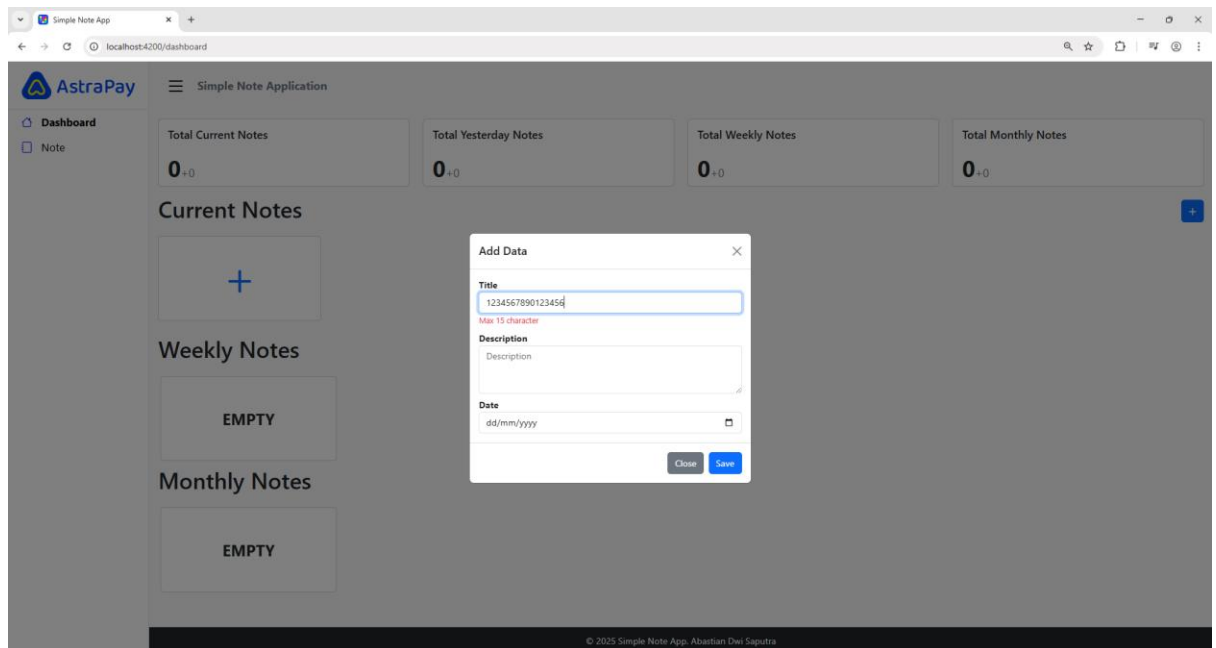 Simple Note App
localhost:4200/dashboard
AstraPay
Simple Note Application
Dashboard
Note
Total Current Notes
0+0
Total Yesterday Notes
0+0
Total Weekly Notes
0+0
Total Monthly Notes
0+0
Current Notes
+
+
Weekly Notes
EMPTY
Monthly Notes
EMPTY
Add Data
Title
1234567890123456
Max 15 character
Description
Description
Date
dd/mm/yyyy
Close
Save
© 2025 Simple Note App. Abastian Dwi Saputra